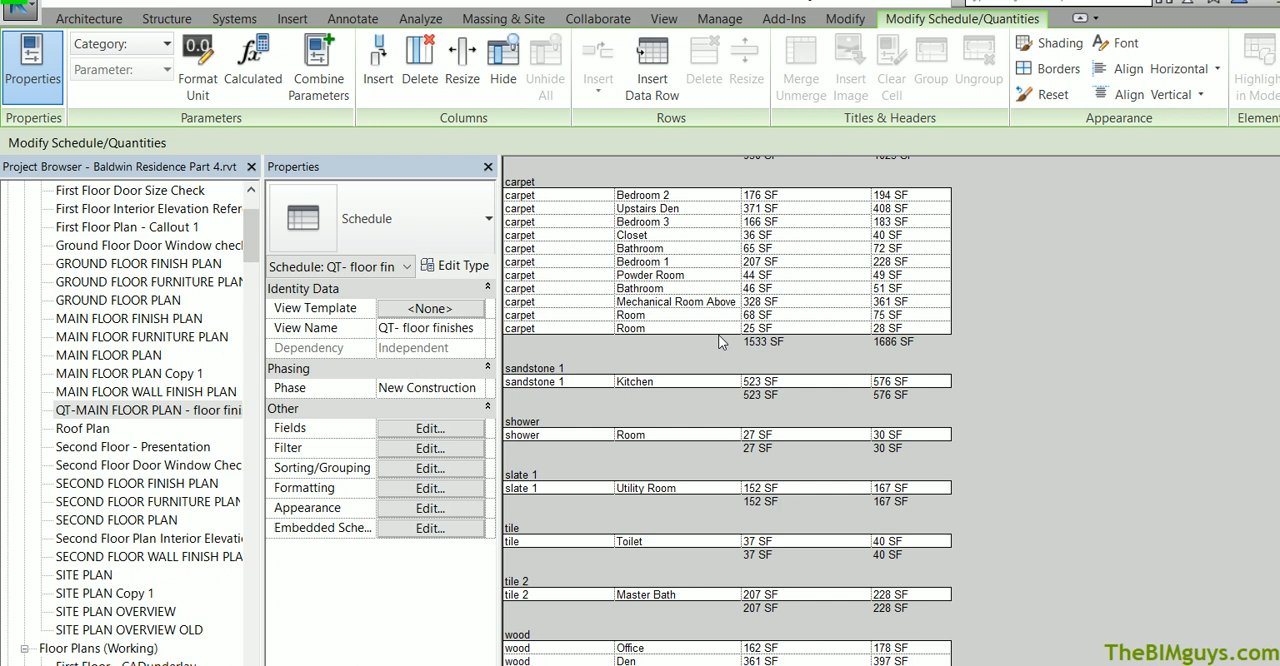 Architecture Structure Systems Insert Annotate Analyze Massing & Site Collaborate View Manage Add-Ins Modify Modify Schedule/Quantities
Properties
Category:
Parameter:
Format Unit
Calculated
Combine Parameters
Insert Delete Resize Hide Unhide All
Insert Insert Data Row Delete Resize
Merge Unmerge Insert Image Clear Cell Group Ungroup
Shading Font
Borders Align Horizontal
Reset Align Vertical
Properties Parameters Columns Rows Titles & Headers Appearance
Modify Schedule/Quantities
Project Browser - Baldwin Residence Part 4.rvt
First Floor Door Size Check
First Floor Interior Elevation Refer
First Floor Plan - Callout 1
Ground Floor Door Window chec
GROUND FLOOR FINISH PLAN
GROUND FLOOR FURNITURE PLAN
GROUND FLOOR PLAN
MAIN FLOOR FINISH PLAN
MAIN FLOOR FURNITURE PLAN
MAIN FLOOR PLAN
MAIN FLOOR PLAN Copy 1
MAIN FLOOR WALL FINISH PLAN
QT-MAIN FLOOR PLAN - floor fini
Roof Plan
Second Floor - Presentation
Second Floor Door Window Chec
SECOND FLOOR FINISH PLAN
SECOND FLOOR FURNITURE PLAN
SECOND FLOOR PLAN
Second Floor Plan Interior Elevati
SECOND FLOOR WALL FINISH PLA
SITE PLAN
SITE PLAN Copy 1
SITE PLAN OVERVIEW
SITE PLAN OVERVIEW OLD
Floor Plans (Working)
First Floor - CADunderlay
Properties
Schedule
Schedule: QT- floor fin Edit Type
Identity Data
View Template <None>
View Name QT- floor finishes
Dependency Independent
Phasing
Phase New Construction
Other
Fields Edit...
Filter Edit...
Sorting/Grouping Edit...
Formatting Edit...
Appearance Edit...
Embedded Sche... Edit...
carpet
carpet Bedroom 2 176 SF 194 SF
carpet Upstairs Den 371 SF 408 SF
carpet Bedroom 3 166 SF 183 SF
carpet Closet 36 SF 40 SF
carpet Bathroom 65 SF 72 SF
carpet Bedroom 1 207 SF 228 SF
carpet Powder Room 44 SF 49 SF
carpet Bathroom 46 SF 51 SF
carpet Mechanical Room Above 328 SF 361 SF
carpet Room 68 SF 75 SF
carpet Room 25 SF 28 SF
1533 SF 1686 SF
sandstone 1
sandstone 1 Kitchen 523 SF 576 SF
523 SF 576 SF
shower
shower Room 27 SF 30 SF
27 SF 30 SF
slate 1
slate 1 Utility Room 152 SF 167 SF
152 SF 167 SF
tile
tile Toilet 37 SF 40 SF
37 SF 40 SF
tile 2
tile 2 Master Bath 207 SF 228 SF
207 SF 228 SF
wood
wood Office 162 SF 178 SF
wood Den 361 SF 397 SF
TheBIMguys.com